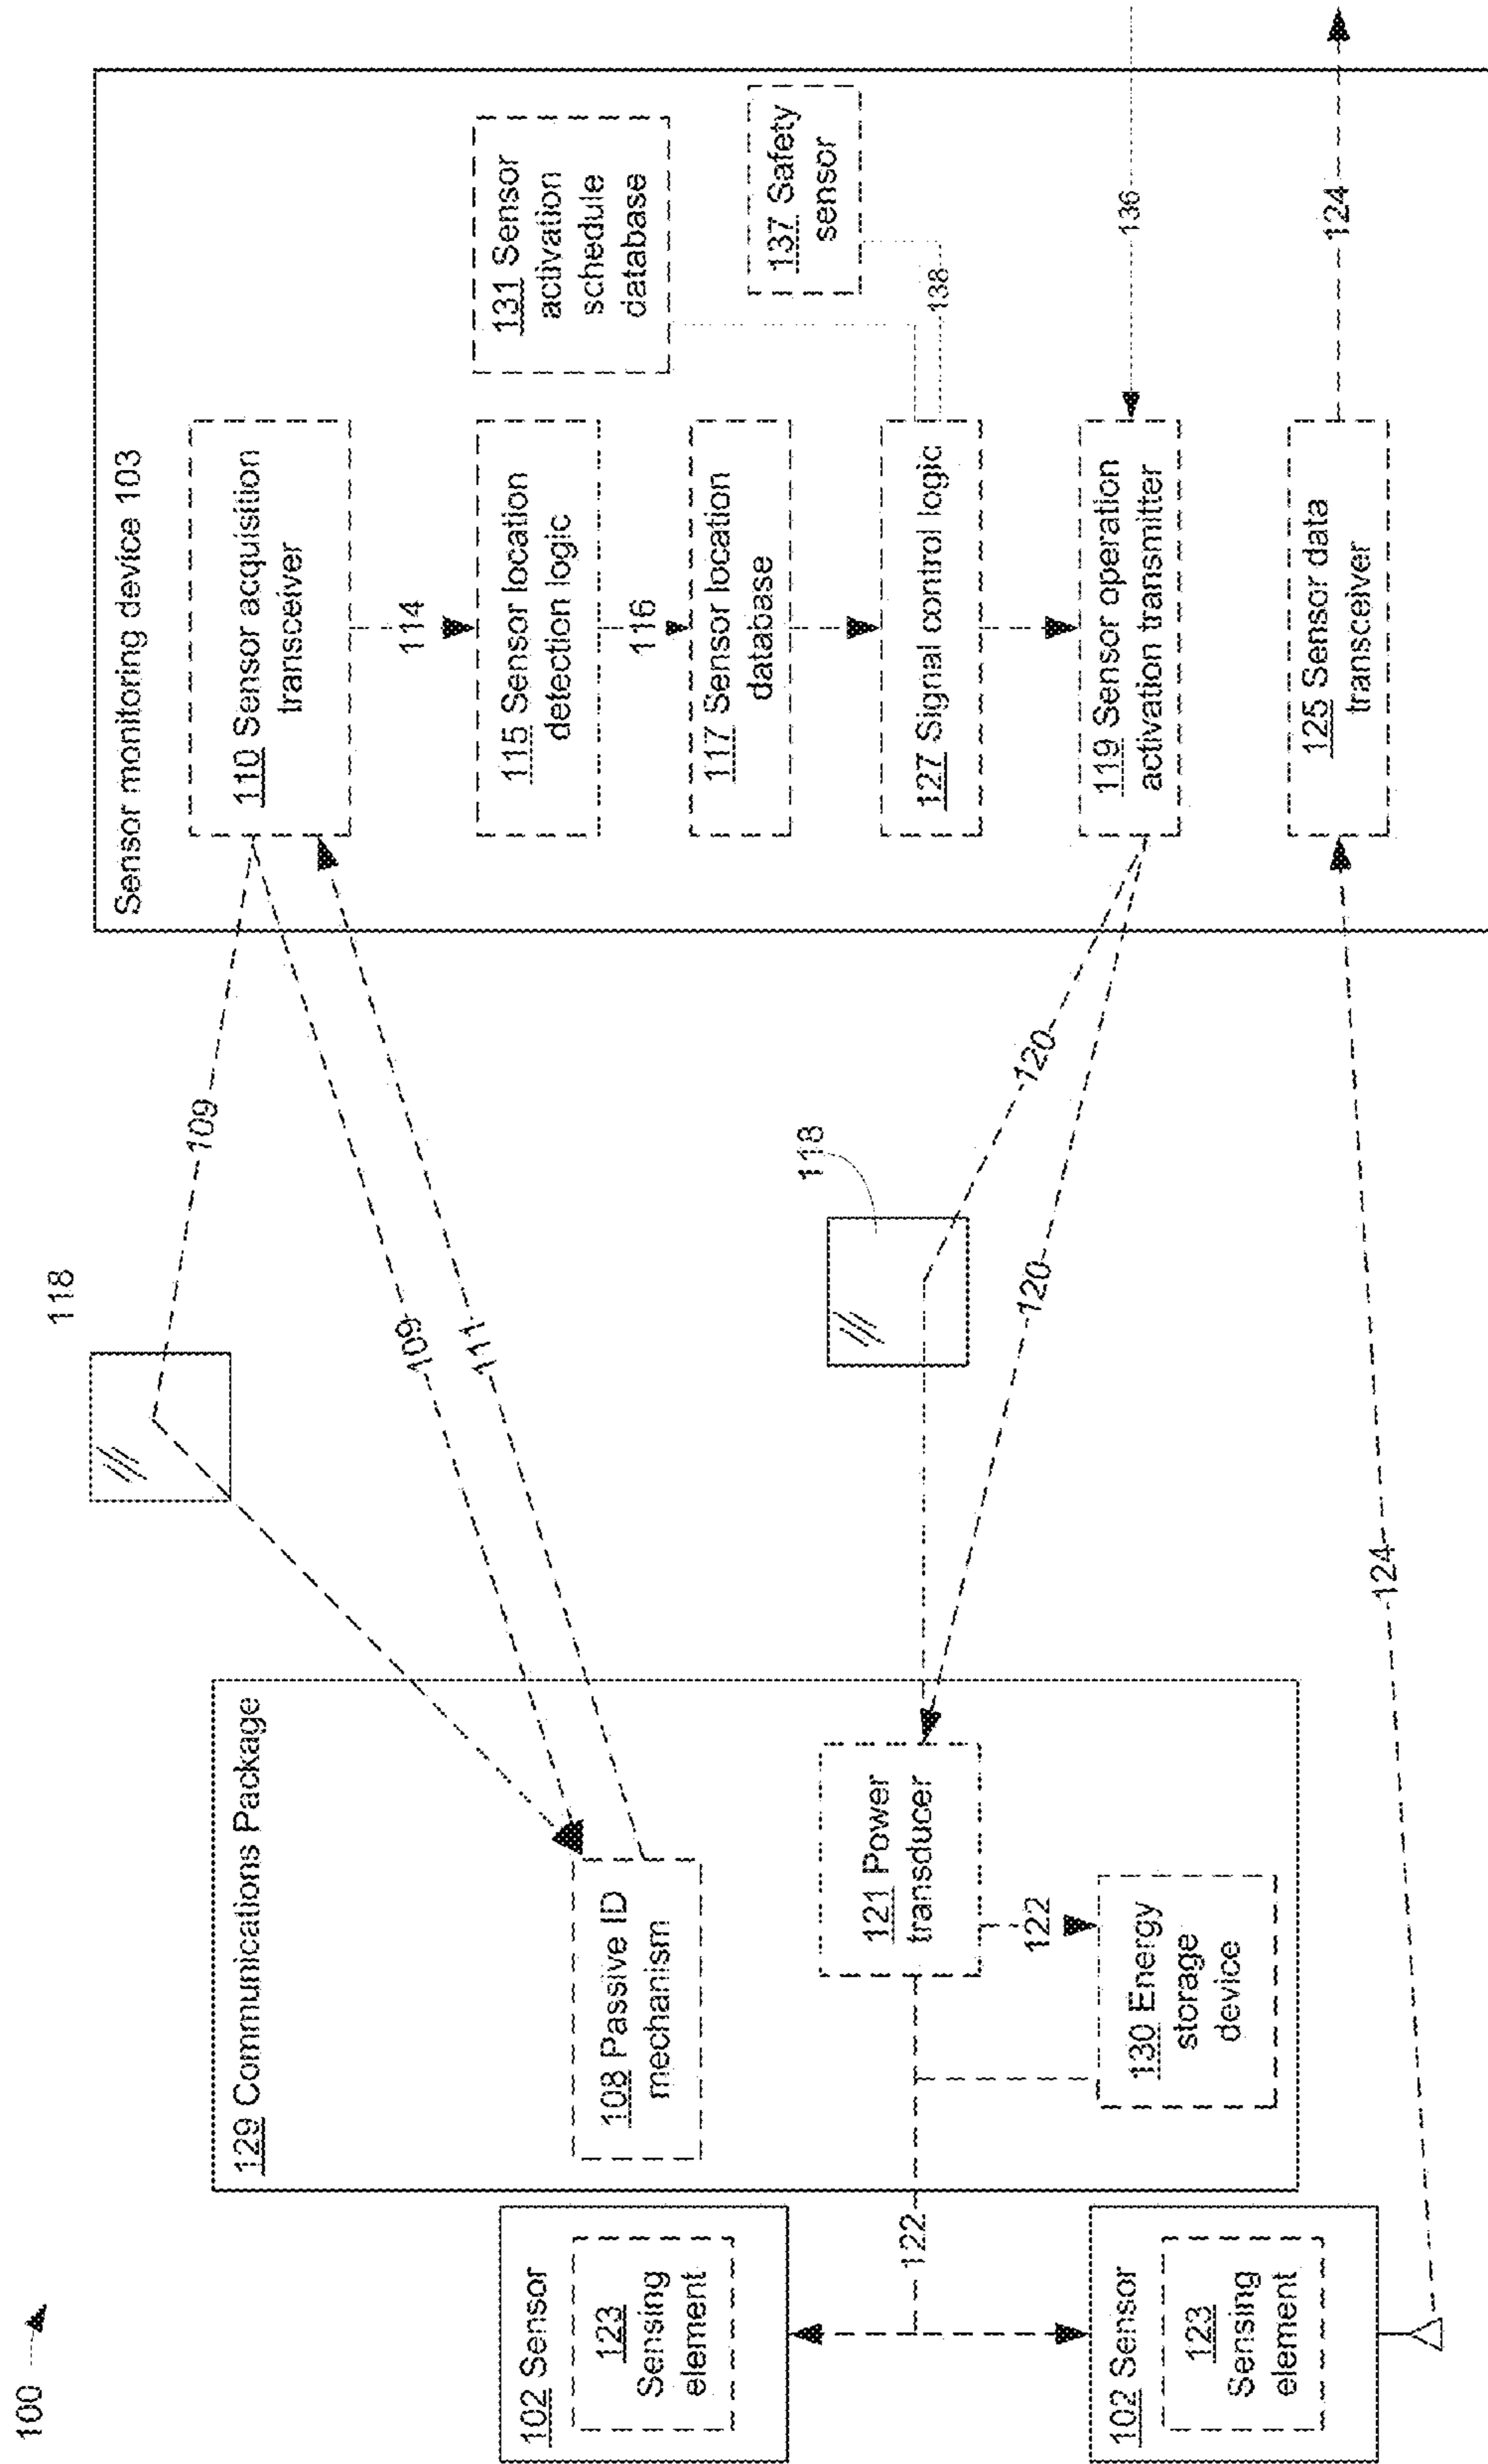 100
102 Sensor
123
Sensing
element
102 Sensor
123
Sensing
element
122
129 Communications Package
108 Passive ID
mechanism
121 Power
transducer
122
130 Energy
storage
device
118
109
109
111
118
120
120
124
Sensor monitoring device 103
110 Sensor acquisition
transceiver
114
115 Sensor location
detection logic
116
117 Sensor location
database
127 Signal control logic
119 Sensor operation
activation transmitter
125 Sensor data
transceiver
131 Sensor
activation
schedule
database
137 Safety
sensor
138
136
124